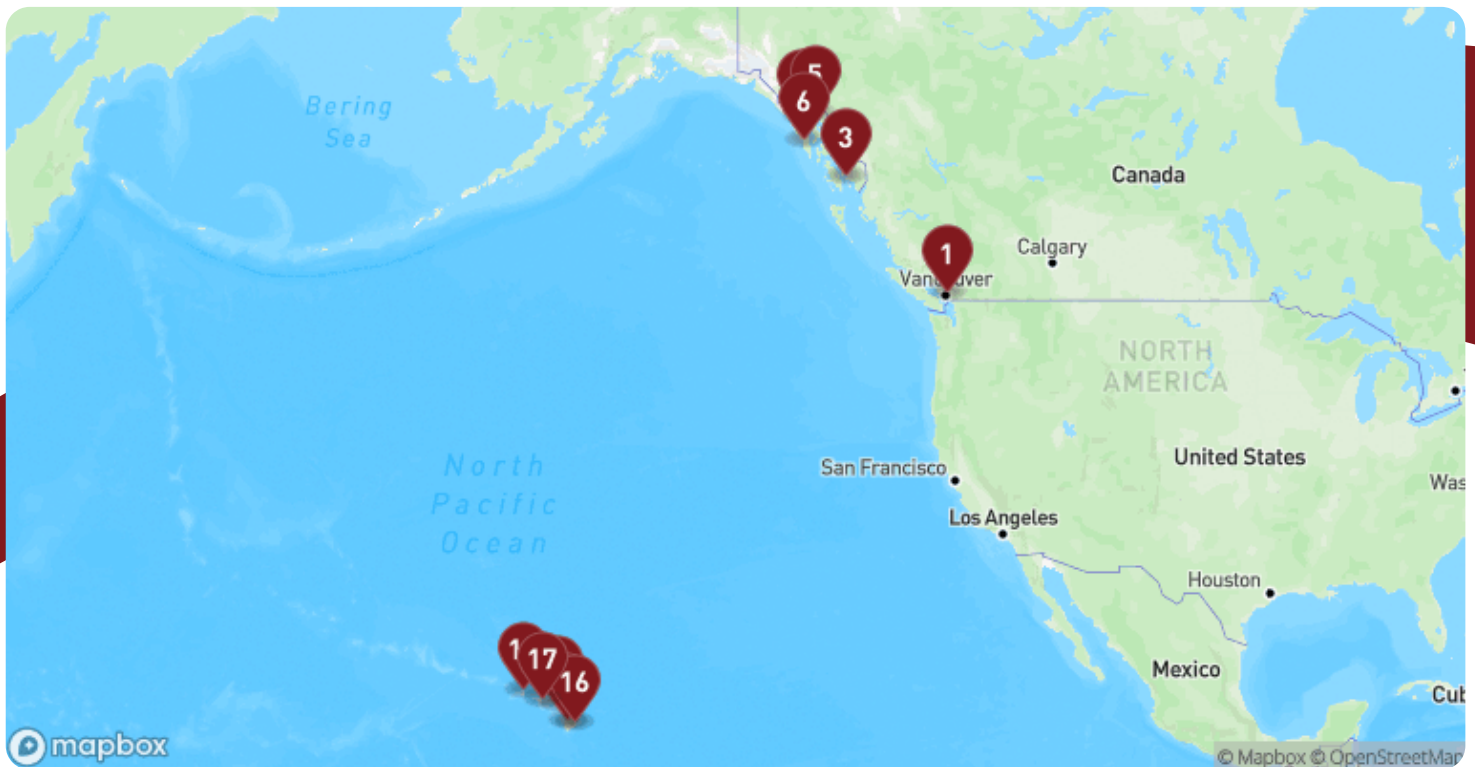 Bering
Sea
5
6
3
Canada
1
Calgary
NORTH
AMERICA
North
Pacific
Ocean
San Francisco
United States
Los Angeles
Houston
17
16
Mexico
mapbox
© Mapbox © OpenStreetMap